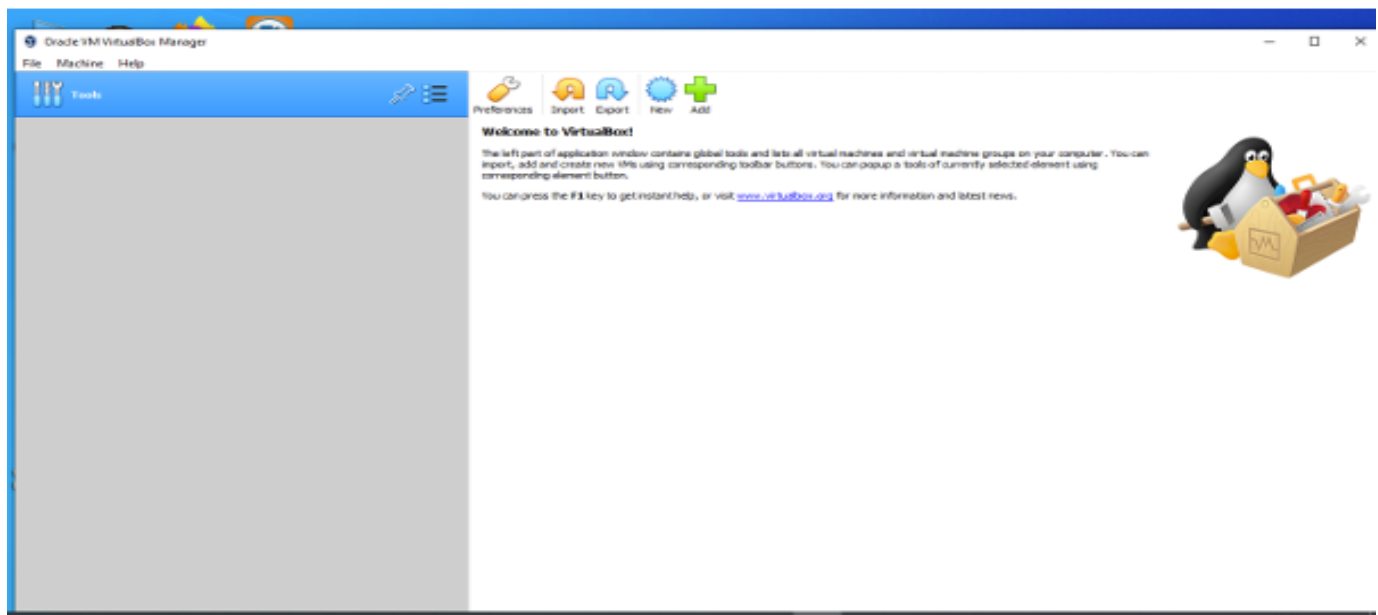 Oracle VM VirtualBox Manager
File Machine Help
Tools
Preferences Import Export New Add
Welcome to VirtualBox!
The left part of application window contains global tools and lists all virtual machines and virtual machine groups on your computer. You can
import, add and create new VMs using corresponding toolbar buttons. You can popup a tools of currently selected element using
corresponding element button.
You can press the F1 key to get instant help, or visit www.virtualbox.org for more information and latest news.